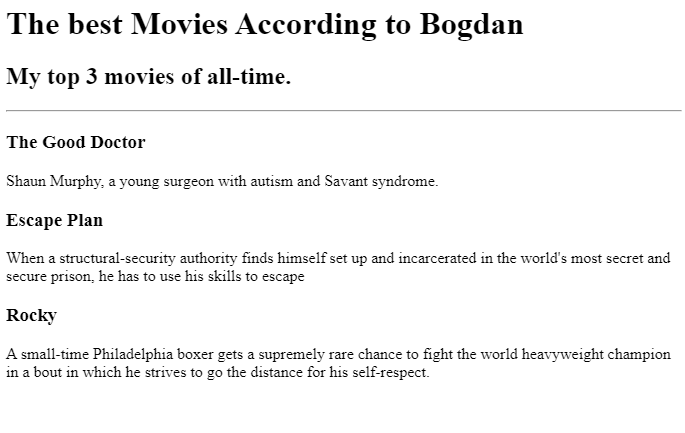 The best Movies According to Bogdan
My top 3 movies of all-time.
The Good Doctor
Shaun Murphy, a young surgeon with autism and Savant syndrome.
Escape Plan
When a structural-security authority finds himself set up and incarcerated in the world's most secret and
secure prison, he has to use his skills to escape
Rocky
A small-time Philadelphia boxer gets a supremely rare chance to fight the world heavyweight champion
in a bout in which he strives to go the distance for his self-respect.